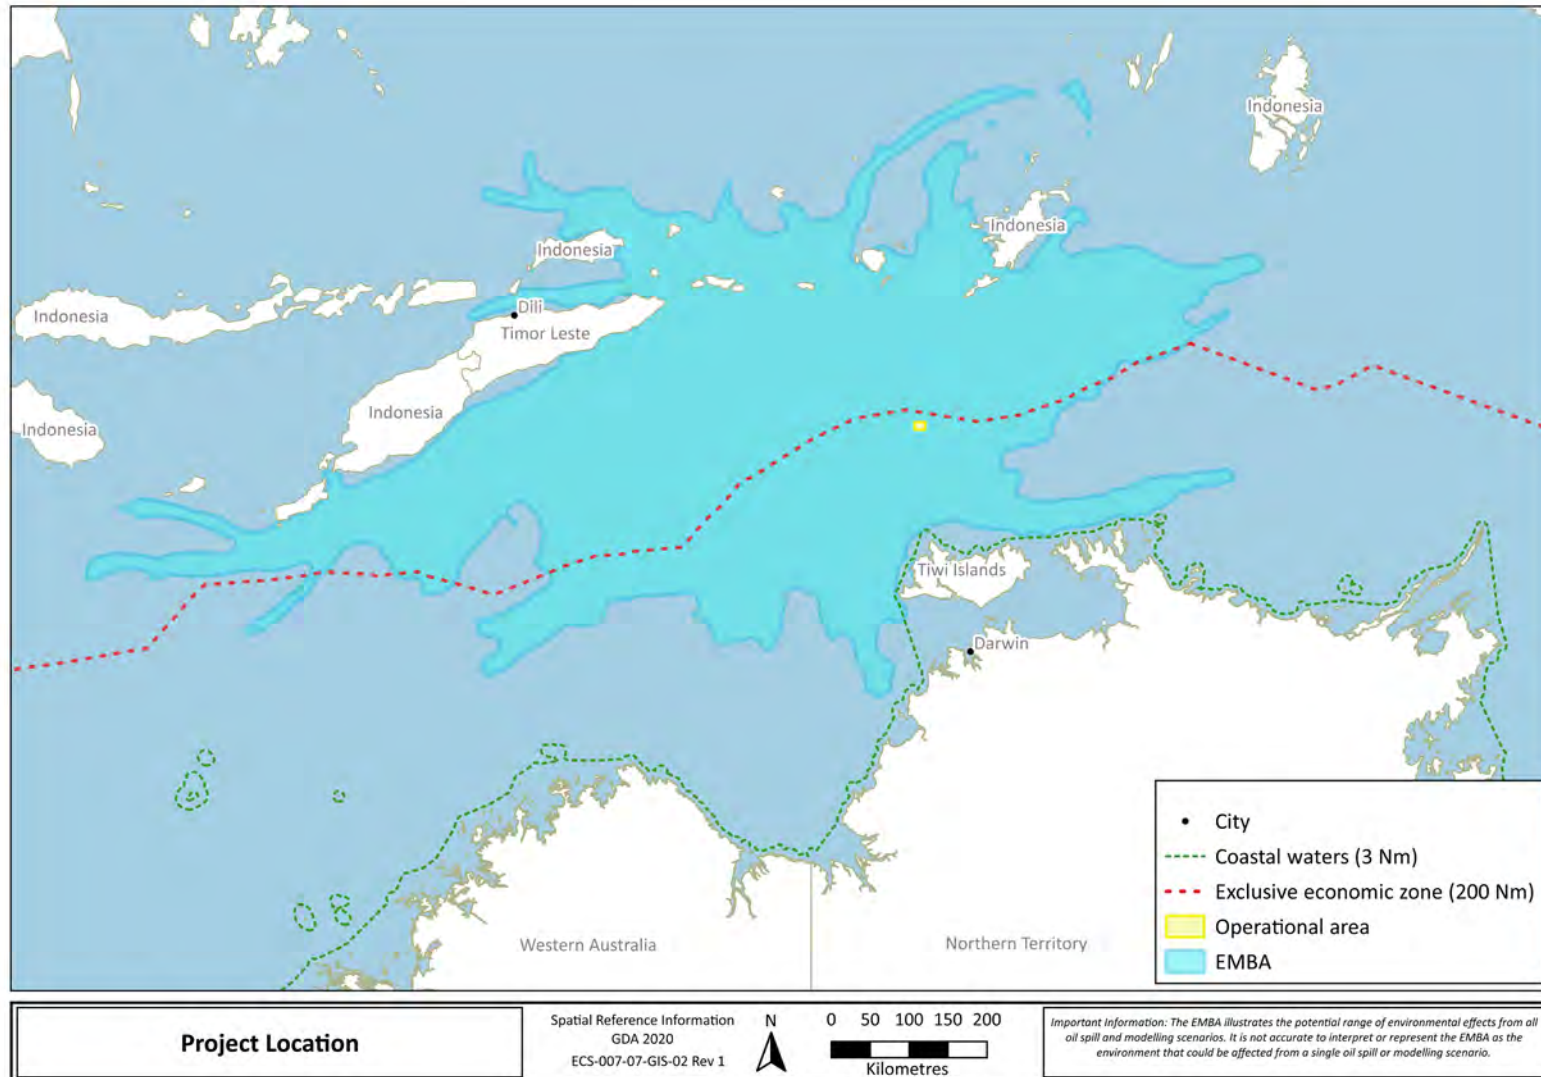 Indonesia
Indonesia
Indonesia
Dili
Timor Leste
Indonesia
Indonesia
Indonesia
Tiwi Islands
Darwin
Western Australia
Northern Territory
City
Coastal waters (3 Nm)
Exclusive economic zone (200 Nm)
Operational area
EMBA
Project Location
Spatial Reference Information
GDA 2020
ECS-007-07-GIS-02 Rev 1
N
0 50 100 150 200
Kilometres
Important Information: The EMBA illustrates the potential range of environmental effects from all
oil spill and modelling scenarios. It is not accurate to interpret or represent the EMBA as the
environment that could be affected from a single oil spill or modelling scenario.